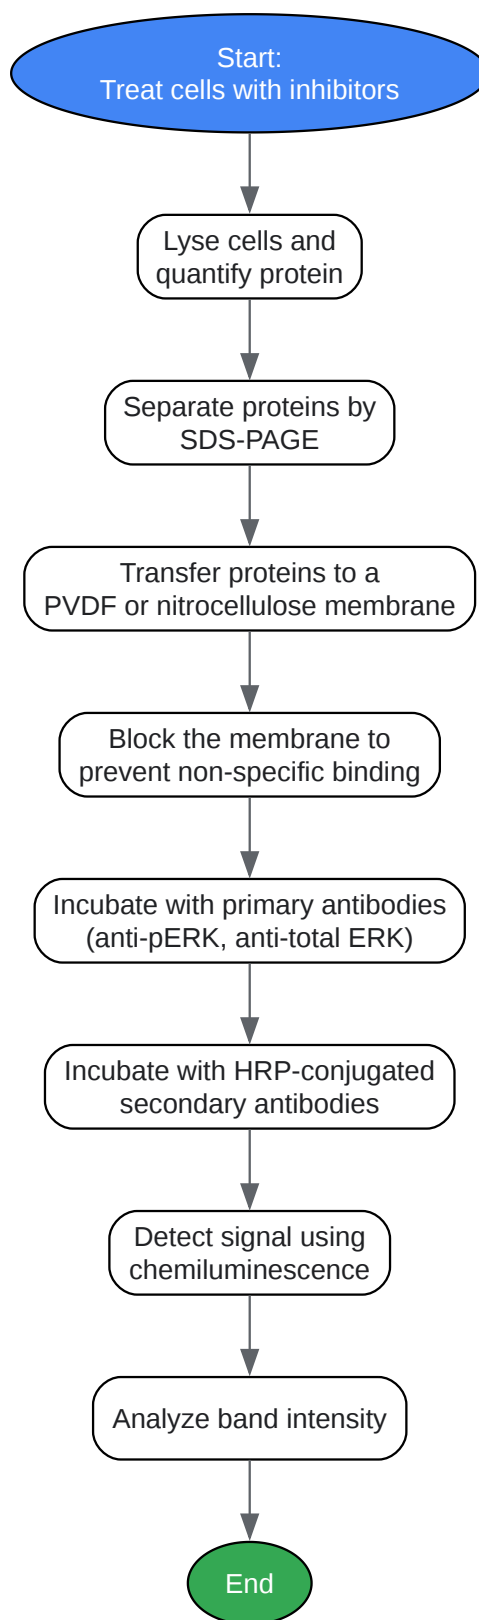 Start:
Treat cells with inhibitors
Lyse cells and
quantify protein
Separate proteins by
SDS-PAGE
Transfer proteins to a
PVDF or nitrocellulose membrane
Block the membrane to
prevent non-specific binding
Incubate with primary antibodies
(anti-pERK, anti-total ERK)
Incubate with HRP-conjugated
secondary antibodies
Detect signal using
chemiluminescence
Analyze band intensity
End